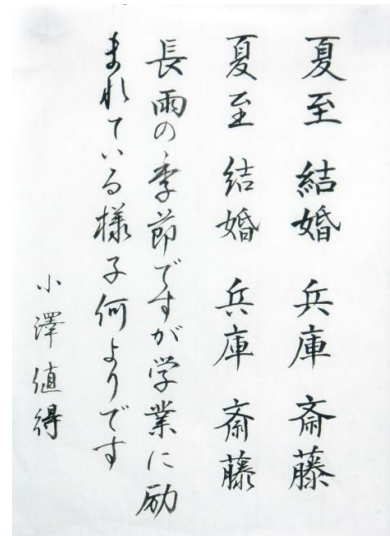 夏至 結婚 兵庫 斎藤
夏至 結婚 兵庫 斎藤
長雨の季節ですが学業に励
まれている様子何よりです
小澤値得